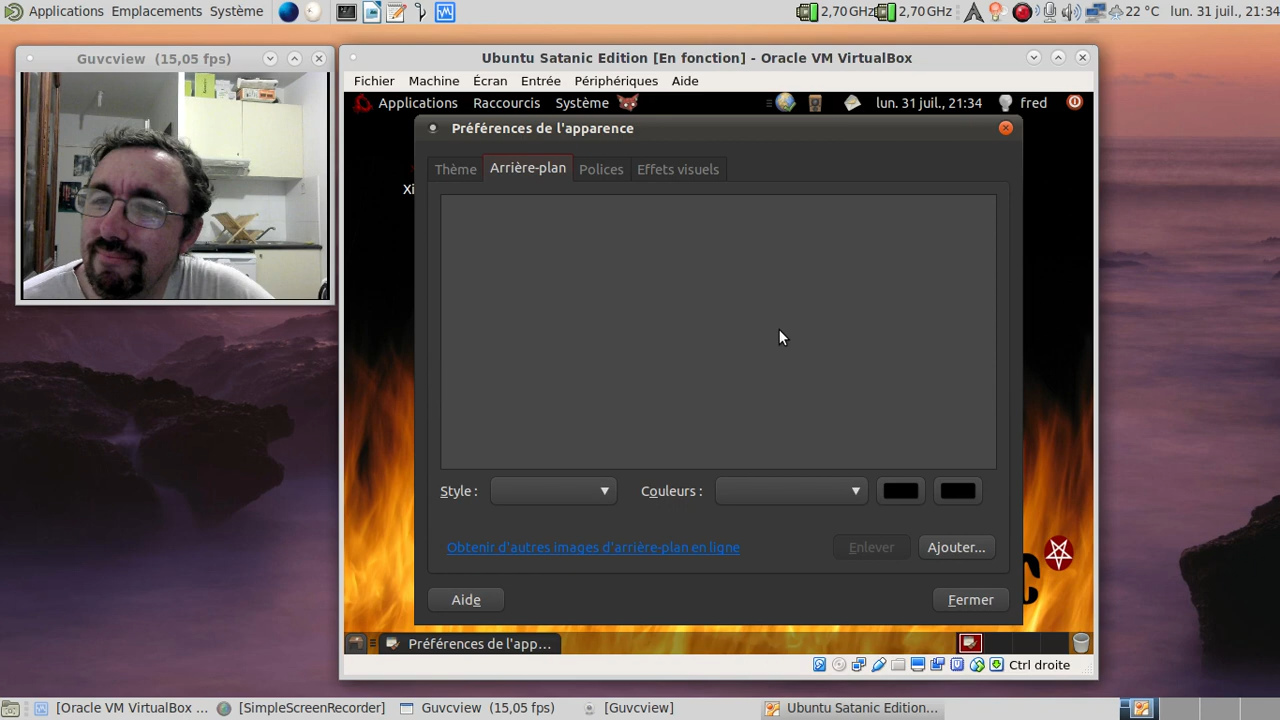 Applications Emplacements Système 2,70 GHz 2,70 GHz 22 °C lun. 31 juil., 21:34
Guvcview (15,05 fps)
Ubuntu Satanic Edition [En fonction] - Oracle VM VirtualBox
Fichier Machine Écran Entrée Périphériques Aide
Applications Raccourcis Système lun. 31 juil., 21:34 fred
Préférences de l'apparence
Thème Arrière-plan Polices Effets visuels
Xi
Style : Couleurs :
Obtenir d'autres images d'arrière-plan en ligne Enlever Ajouter...
C
Aide Fermer
Préférences de l'app...
Ctrl droite
[Oracle VM VirtualBox ... [SimpleScreenRecorder] Guvcview (15,05 fps) [Guvcview] Ubuntu Satanic Edition...